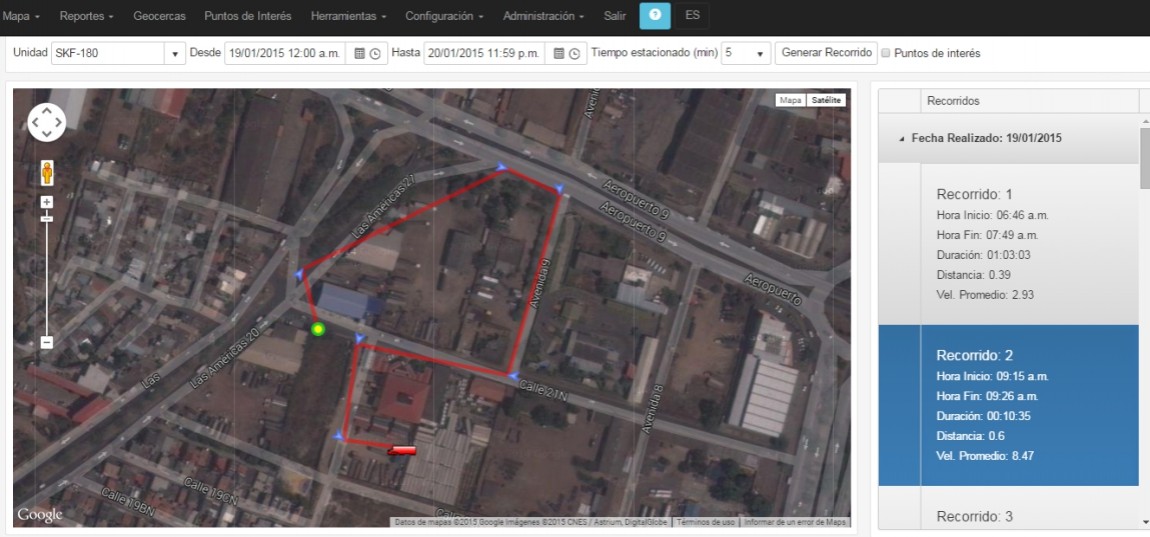 Mapa Reportes Geocercas Puntos de Interés Herramientas Configuración Administración Salir ? ES
Unidad SKF-180 Desde 19/01/2015 12:00 a.m. Hasta 20/01/2015 11:59 p.m. Tiempo estacionado (min) 5 Generar Recorrido Puntos de interés
Mapa Satélite
Avenid
Aeropuerto 9
Aeropuerto 9
Aeropuerto
Las Americas 21
Avenida 9
Las Americas 20
Las
Calle 21N
Avenida 8
Calle 19CN
Calle 19BN
Google
Datos de mapas ©2015 Google Imágenes ©2015 CNES / Astrium, DigitalGlobe Términos de uso Informar de un error de Maps
Recorridos
Fecha Realizado: 19/01/2015
Recorrido: 1
Hora Inicio: 06:46 a.m.
Hora Fin: 07:49 a.m.
Duración: 01:03:03
Distancia: 0.39
Vel. Promedio: 2.93
Recorrido: 2
Hora Inicio: 09:15 a.m.
Hora Fin: 09:26 a.m.
Duración: 00:10:35
Distancia: 0.6
Vel. Promedio: 8.47
Recorrido: 3